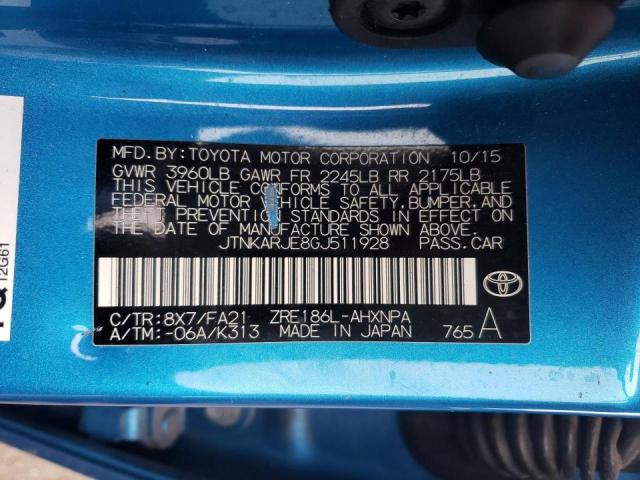 MFD. BY: TOYOTA MOTOR CORPORATION 10/15
GVWR 3960LB GAWR FR 2245LB RR 2175LB
THIS VEHICLE CONFORMS TO ALL APPLICABLE
FEDERAL MOTOR VEHICLE SAFETY, BUMPER, AND
THEFT PREVENTION STANDARDS IN EFFECT ON
THE DATE OF MANUFACTURE SHOWN ABOVE.
JTNKARJE8GJ511928 PASS. CAR
C/TR: 8X7/FA21 ZRE186L-AHXNPA
A/TM: -06A/K313 MADE IN JAPAN 765 A
12G61